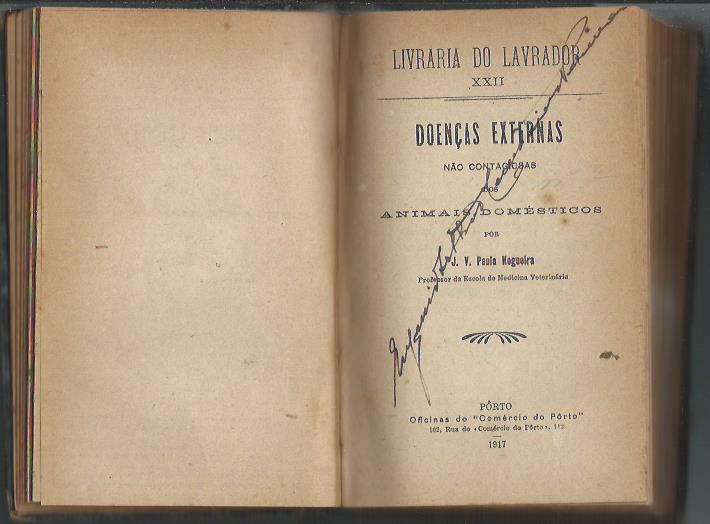 LIVRARIA DO LAVRADOR
XXII
DOENÇAS EXTERNAS
NÃO CONTAGIOSAS
DOS
ANIMAIS DOMÉSTICOS
POR
J. V. Paula Nogueira
Professor da Escola de Medicina Veterinária
PÔRTO
Oficinas do "Comércio do Pôrto"
102, Rua do «Comércio do Pôrto», 112
1917